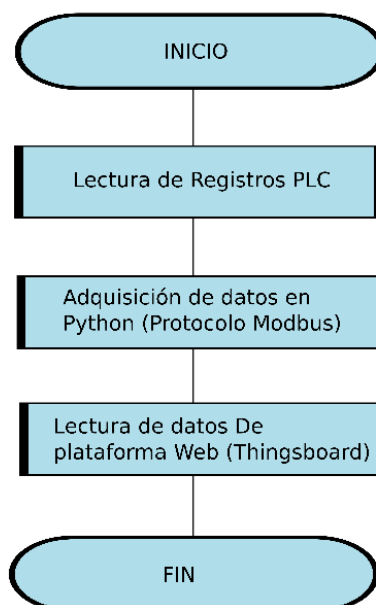 INICIO
Lectura de Registros PLC
Adquisición de datos en
Python (Protocolo Modbus)
Lectura de datos De
plataforma Web (Thingsboard)
FIN